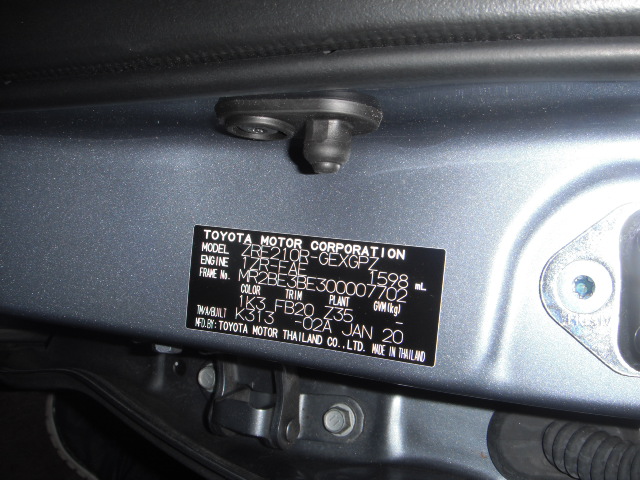 TOYOTA MOTOR CORPORATION
MODEL ZRE210R-GEXGPZ
ENGINE 1ZR-FAE 1598 mL
FRAME No. MR2BE3BE300007702
COLOR TRIM PLANT GVM(kg)
1K3 FB20 Z35 -
T/A/BUILT K313 -02A JAN 20
MFD.BY: TOYOTA MOTOR THAILAND CO.,LTD. MADE IN THAILAND